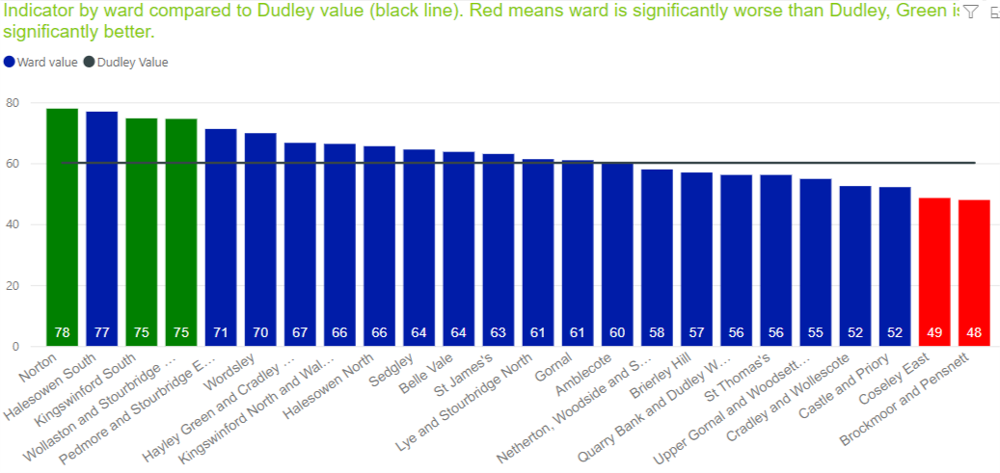 Indicator by ward compared to Dudley value (black line). Red means ward is significantly worse than Dudley, Green is
significantly better.
Ward value Dudley Value
80
60
40
20
0
78 77 75 75 71 70 67 66 66 64 64 63 61 61 60 58 57 56 56 55 52 52 49 48
Norton
Halesowen South
Kingswinford South
Wollaston and Stourbridge ...
Pedmore and Stourbridge E...
Wordsley
Hayley Green and Cradley ...
Kingswinford North and Wal...
Halesowen North
Sedgley
Belle Vale
St James's
Lye and Stourbridge North
Gornal
Amblecote
Netherton, Woodside and S...
Brierley Hill
Quarry Bank and Dudley W...
St Thomas's
Upper Gornal and Woodsett...
Cradley and Wollescote
Castle and Priory
Coseley East
Brockmoor and Pensnett